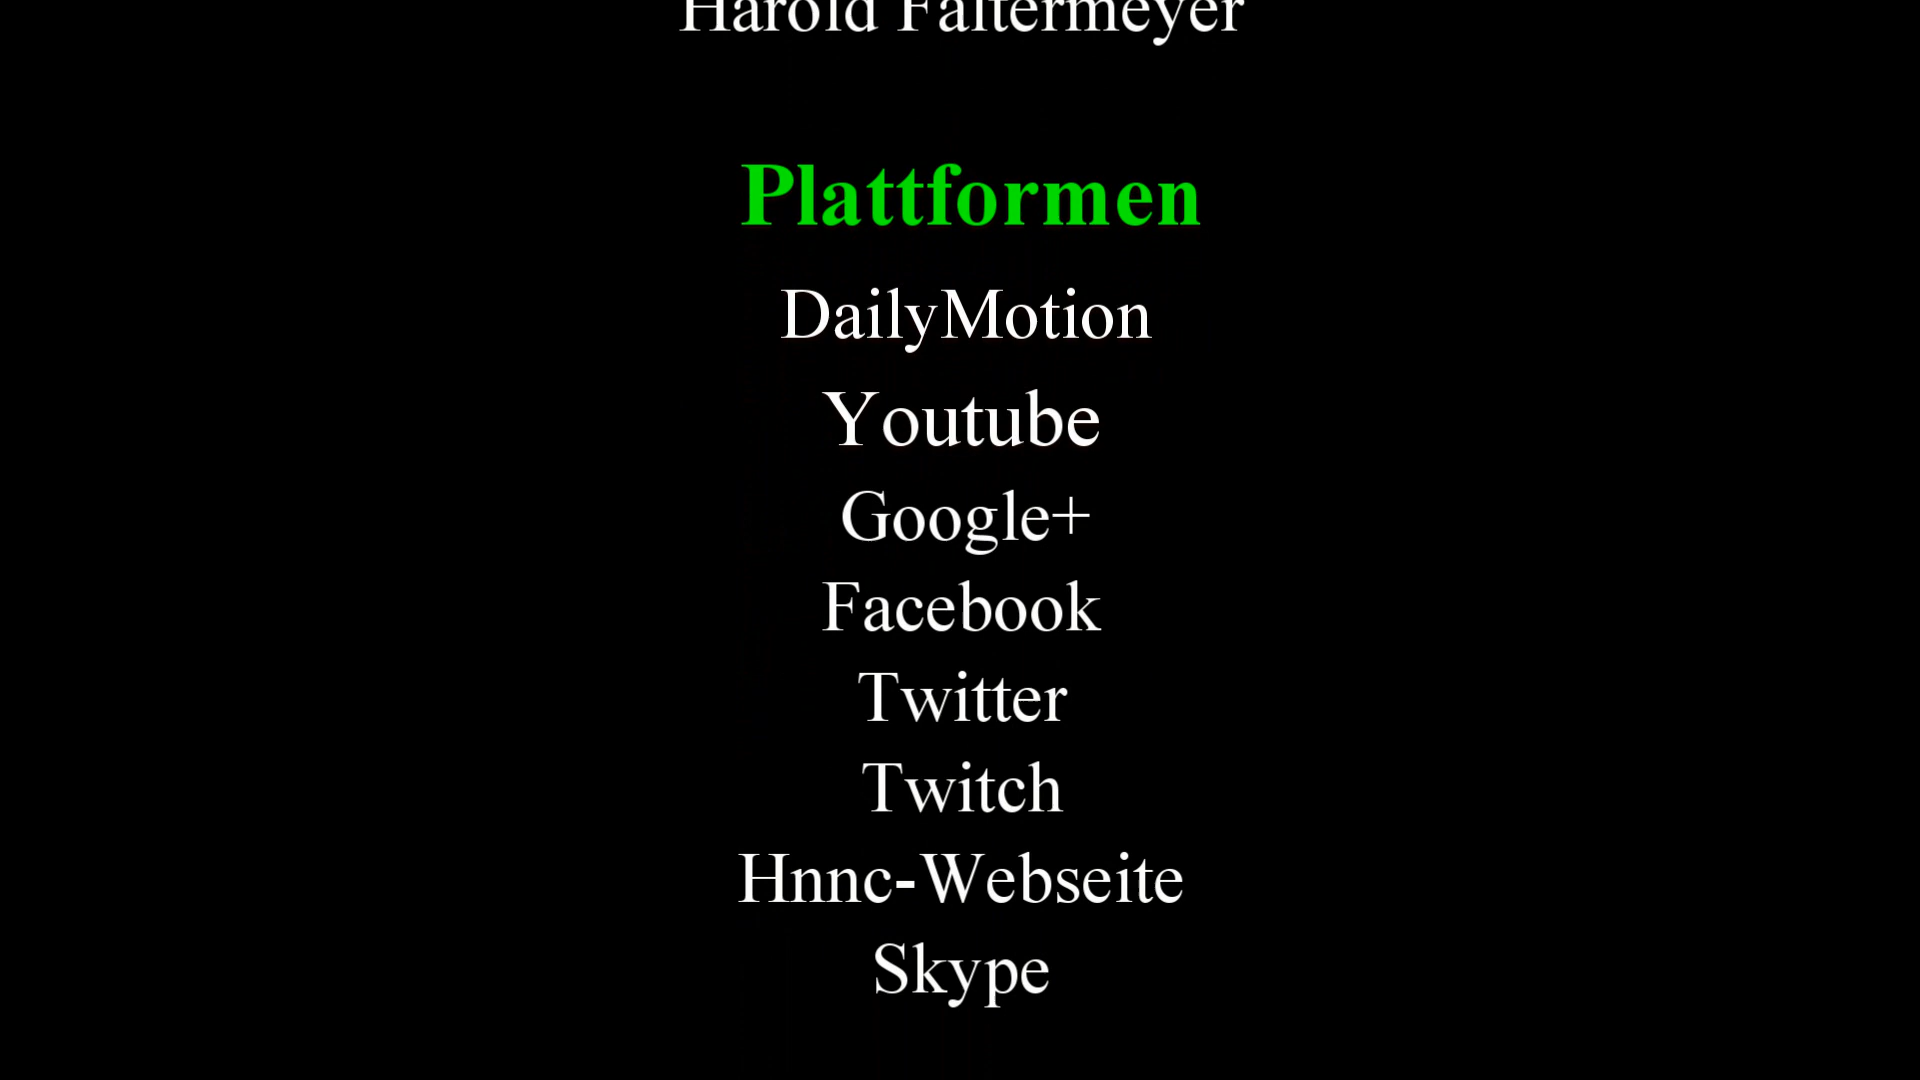 Harold Faltermeyer
Plattformen
DailyMotion
Youtube
Google+
Facebook
Twitter
Twitch
Hnnc-Webseite
Skype